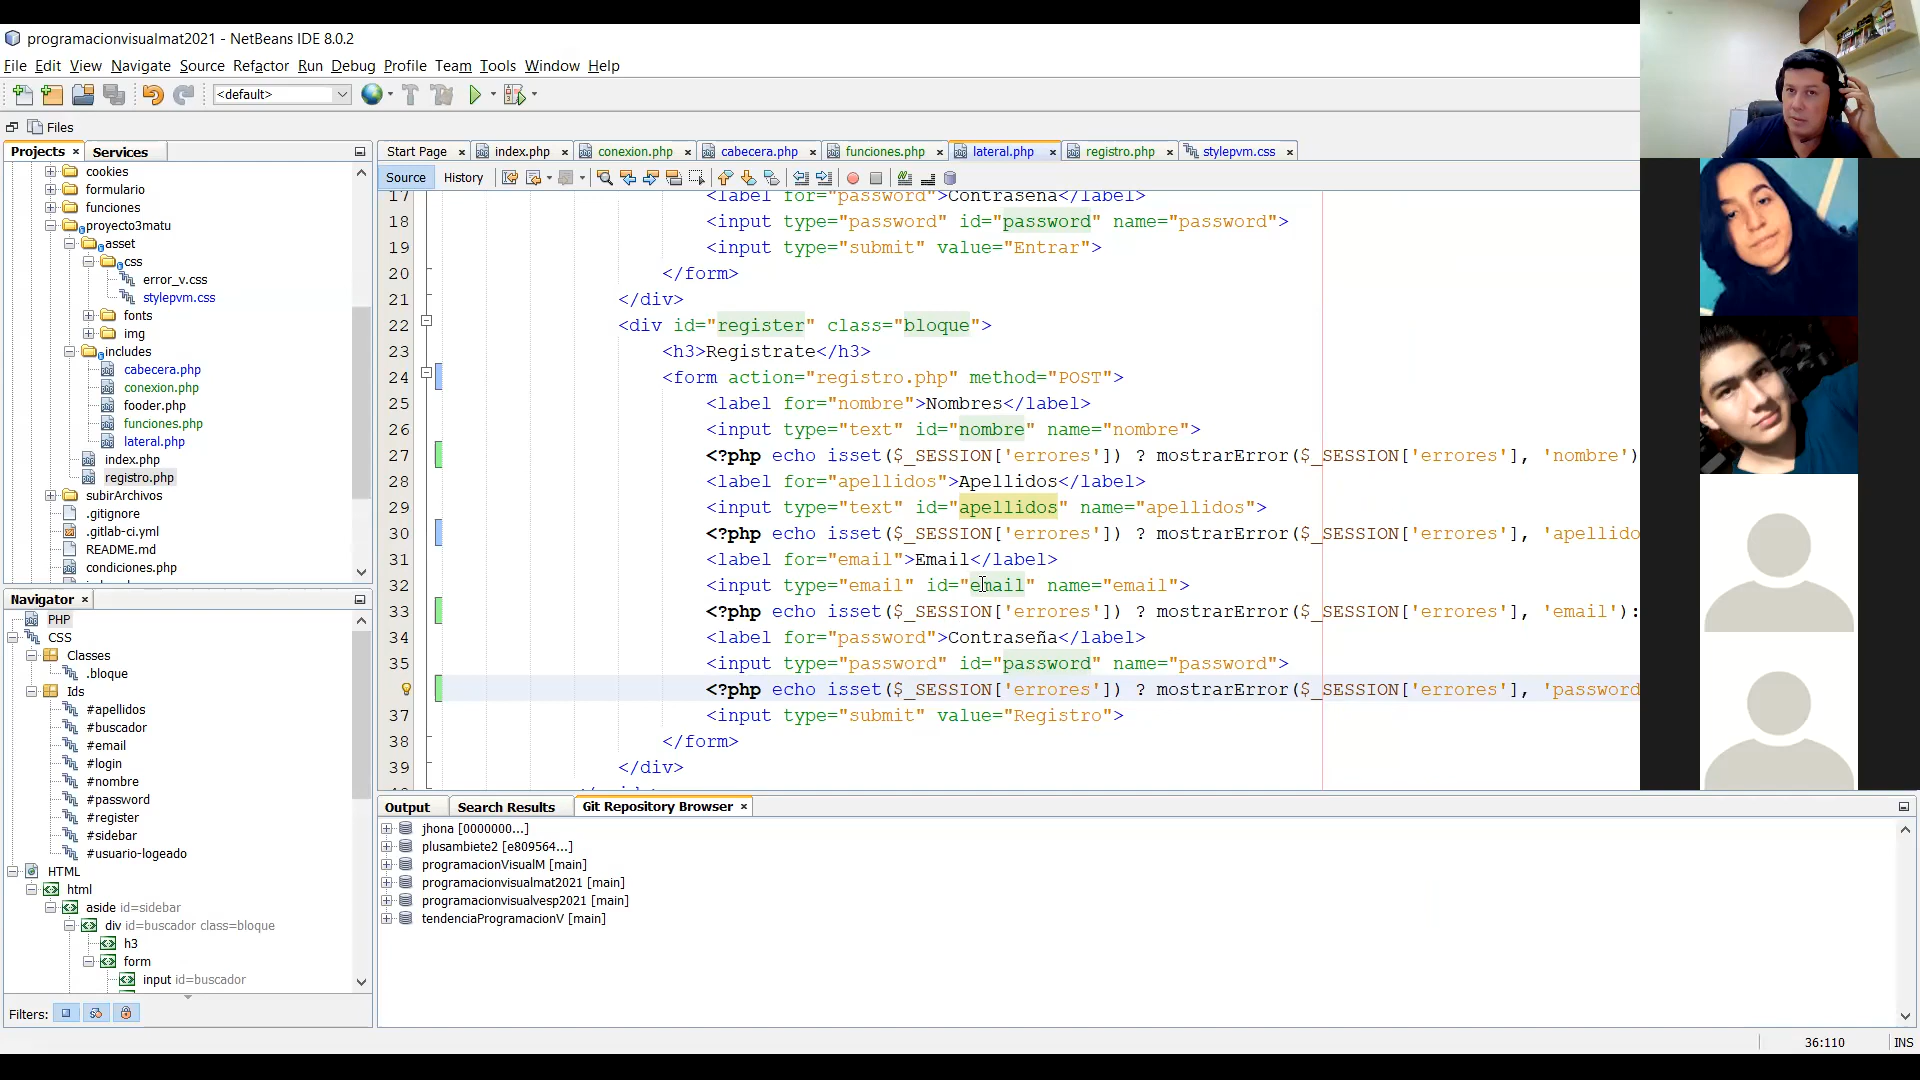 programacionvisualmat2021 - NetBeans IDE 8.0.2
File Edit View Navigate Source Refactor Run Debug Profile Team Tools Window Help
<default>
Files
Projects Services
cookies
formulario
funciones
proyecto3matu
asset
css
error_v.css
stylepvm.css
fonts
img
includes
cabecera.php
conexion.php
fooder.php
funciones.php
lateral.php
index.php
registro.php
subirArchivos
.gitignore
.gitlab-ci.yml
README.md
condiciones.php
Navigator
PHP
CSS
Classes
.bloque
Ids
#apellidos
#buscador
#email
#login
#nombre
#password
#register
#sidebar
#usuario-logeado
HTML
html
aside id=sidebar
div id=buscador class=bloque
h3
form
input id=buscador
Filters:
Start Page index.php conexion.php cabecera.php funciones.php lateral.php registro.php stylepvm.css
Source History
17 <label for="password">Contraseña</label>
18 <input type="password" id="password" name="password">
19 <input type="submit" value="Entrar">
20 </form>
21 </div>
22 <div id="register" class="bloque">
23 <h3>Registrate</h3>
24 <form action="registro.php" method="POST">
25 <label for="nombre">Nombres</label>
26 <input type="text" id="nombre" name="nombre">
27 <?php echo isset($_SESSION['errores']) ? mostrarError($_SESSION['errores'], 'nombre')
28 <label for="apellidos">Apellidos</label>
29 <input type="text" id="apellidos" name="apellidos">
30 <?php echo isset($_SESSION['errores']) ? mostrarError($_SESSION['errores'], 'apellido
31 <label for="email">Email</label>
32 <input type="email" id="email" name="email">
33 <?php echo isset($_SESSION['errores']) ? mostrarError($_SESSION['errores'], 'email'):
34 <label for="password">Contraseña</label>
35 <input type="password" id="password" name="password">
<?php echo isset($_SESSION['errores']) ? mostrarError($_SESSION['errores'], 'password
37 <input type="submit" value="Registro">
38 </form>
39 </div>
Output Search Results Git Repository Browser
jhona [0000000...]
plusambiete2 [e809564...]
programacionVisualM [main]
programacionvisualmat2021 [main]
programacionvisualvesp2021 [main]
tendenciaProgramacionV [main]
36:110 INS